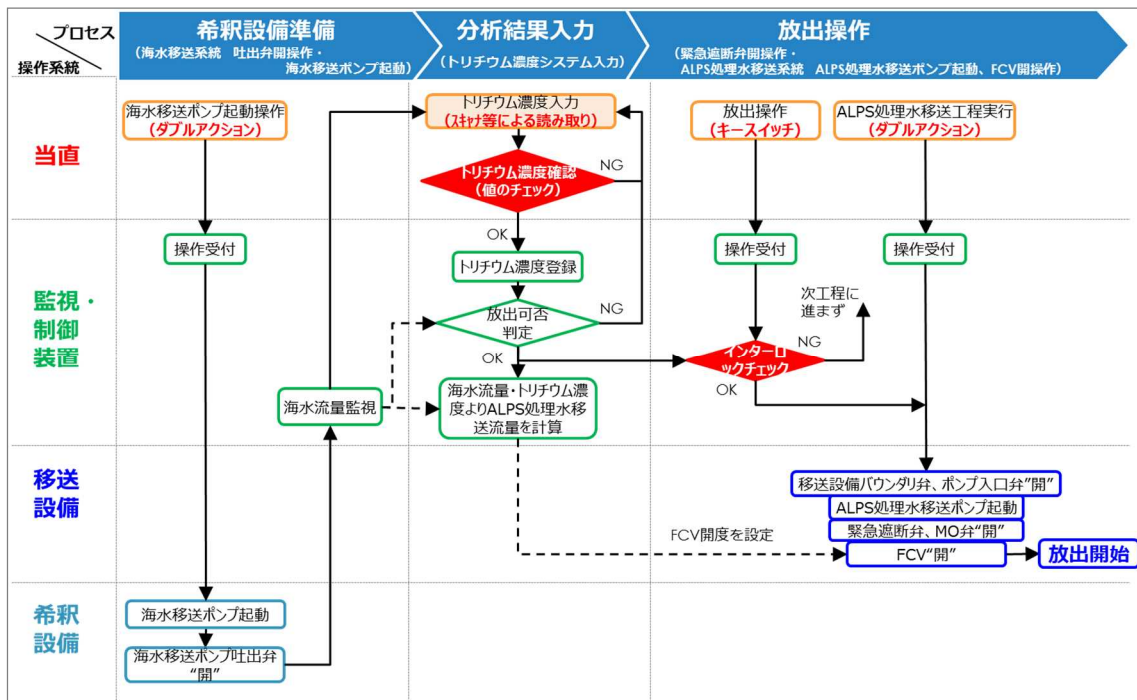 プロセス
操作系統
希釈設備準備
(海水移送系統 吐出弁開操作・
海水移送ポンプ起動)
分析結果入力
(トリチウム濃度システム入力)
放出操作
(緊急遮断弁開操作・
ALPS処理水移送系統 ALPS処理水移送ポンプ起動、FCV開操作)
当直
海水移送ポンプ起動操作
(ダブルアクション)
トリチウム濃度入力
(スキャナ等による読み取り)
トリチウム濃度確認
(値のチェック)
NG
OK
放出操作
(キースイッチ)
ALPS処理水移送工程実行
(ダブルアクション)
監視・
制御
装置
操作受付
トリチウム濃度登録
放出可否
判定
NG
OK
海水流量監視
海水流量・トリチウム濃
度よりALPS処理水移
送流量を計算
操作受付
操作受付
次工程に
進まず
インターロ
ックチェック
NG
OK
移送
設備
移送設備バウンダリ弁、ポンプ入口弁”開”
ALPS処理水移送ポンプ起動
緊急遮断弁、MO弁“開”
FCV開度を設定
FCV“開”
放出開始
希釈
設備
海水移送ポンプ起動
海水移送ポンプ吐出弁
“開”